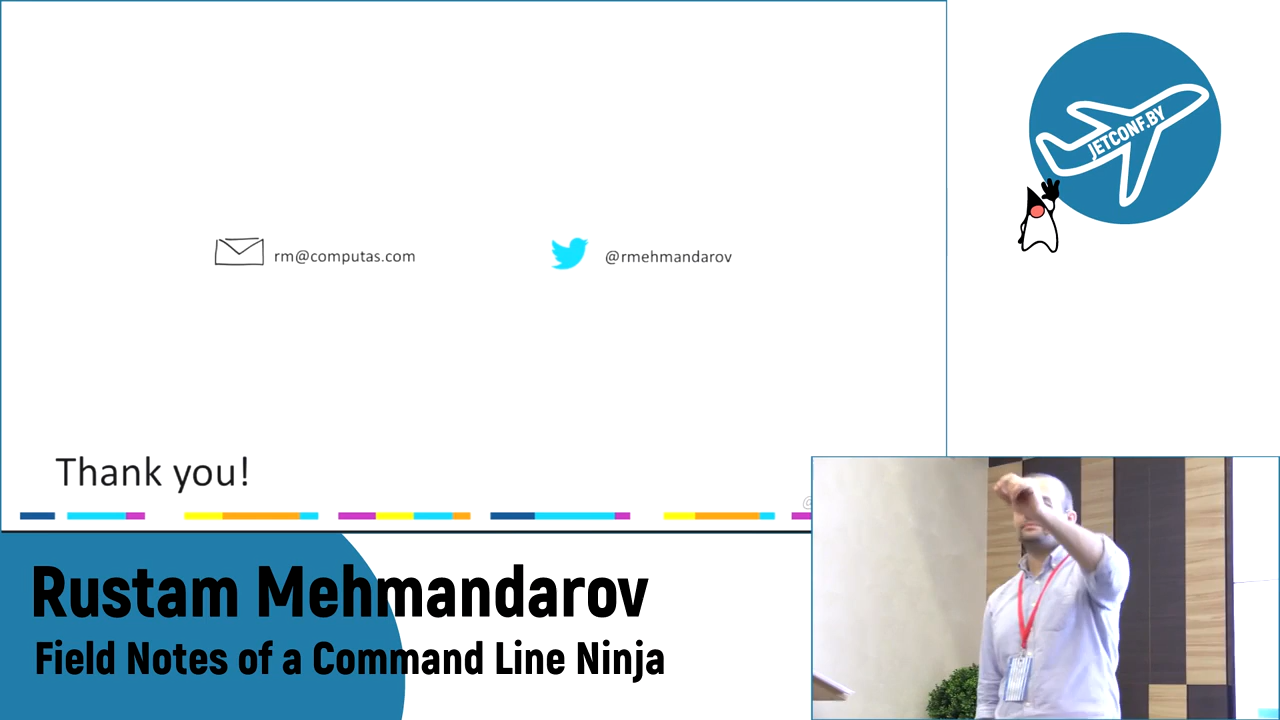 JETCONF.BY
rm@computas.com
@rmehmandarov
Thank you!
Rustam Mehmandarov
Field Notes of a Command Line Ninja